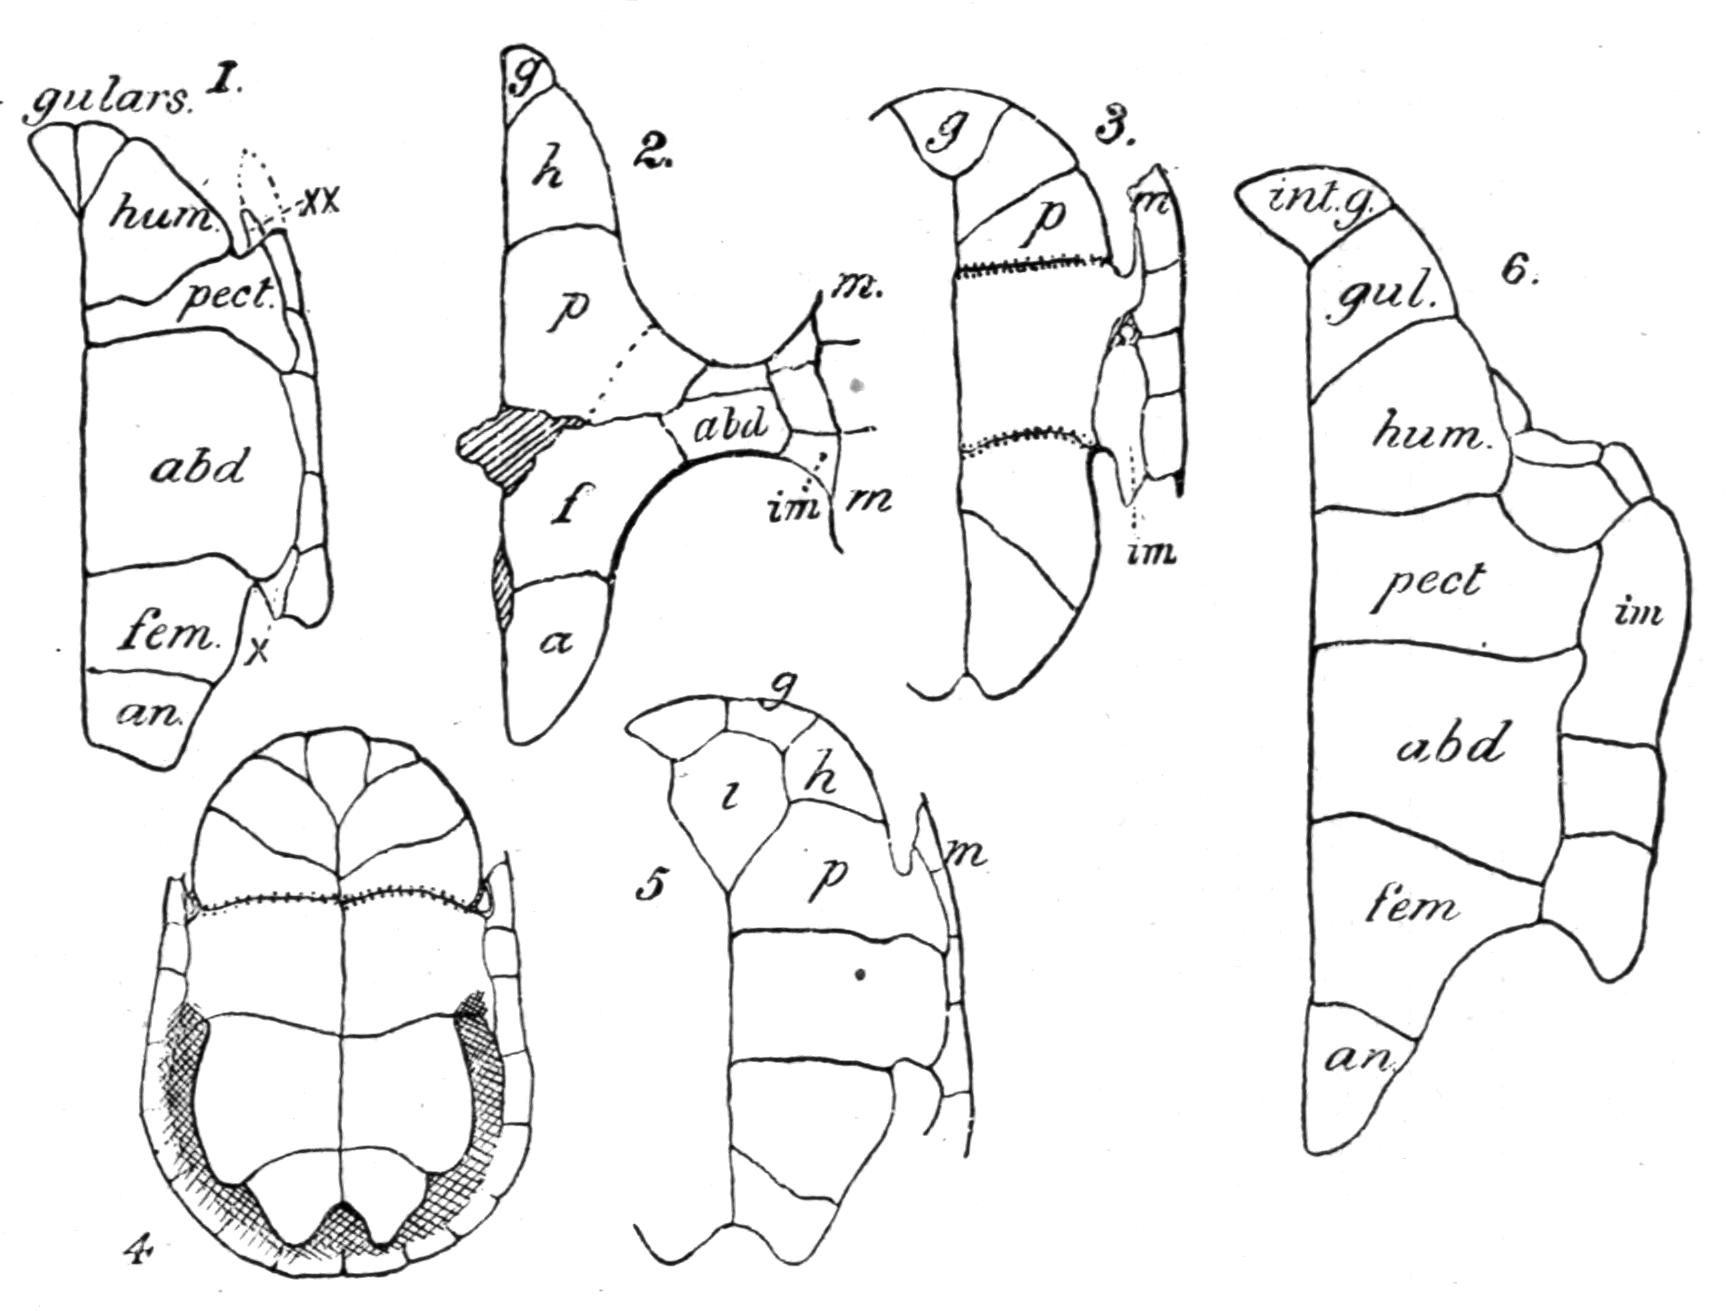 gulars. 1.
hum.
XX
pect.
abd
fem.
X
an.
2.
g
h
p
m.
abd
f
im
m
a
3.
g
p
m
im
4
5
g
h
i
p
m
6.
int.g.
gul.
hum.
pect
im
abd
fem
an.